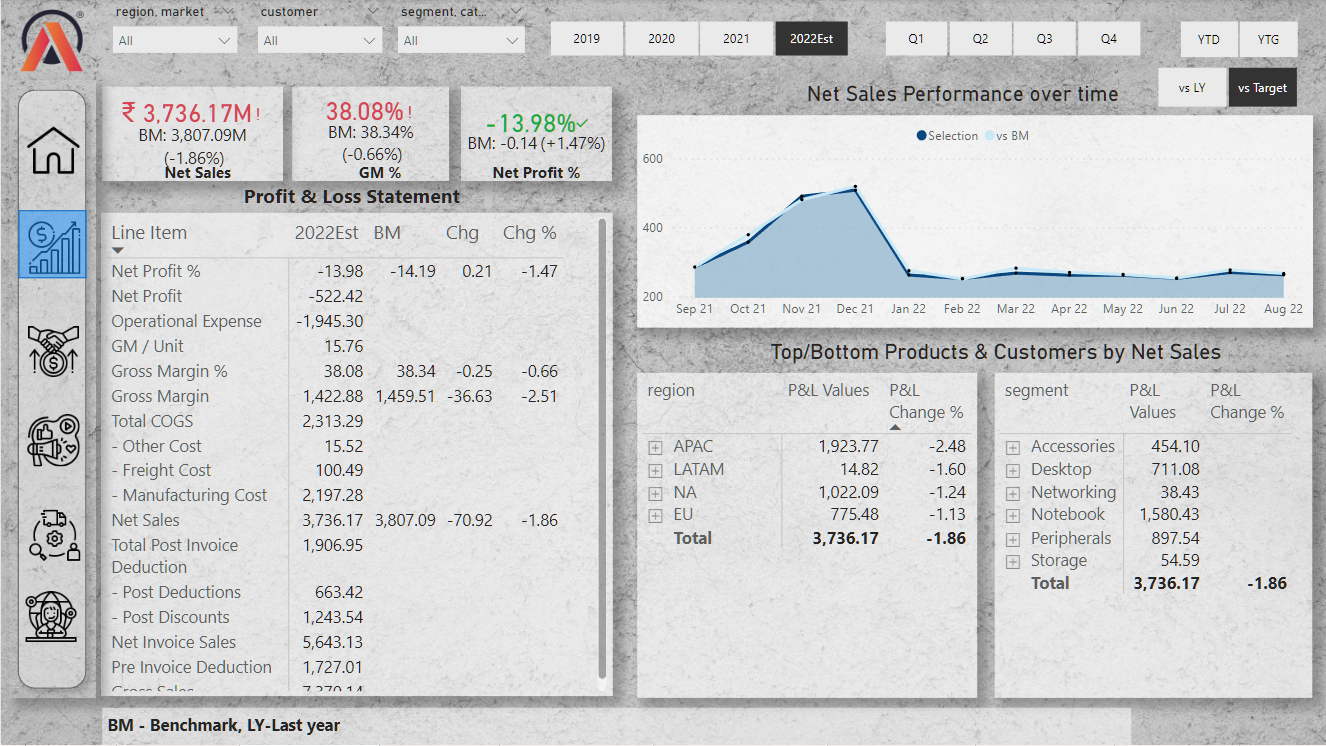 region, market
customer
segment, cat...
All
All
All
2019
2020
2021
2022Est
Q1
Q2
Q3
Q4
YTD
YTG
vs LY
vs Target
₹ 3,736.17M !
BM: 3,807.09M
(-1.86%)
Net Sales
38.08% !
BM: 38.34%
(-0.66%)
GM %
-13.98%
BM: -0.14 (+1.47%)
Net Profit %
Net Sales Performance over time
Selection vs BM
600
400
200
Sep 21 Oct 21 Nov 21 Dec 21 Jan 22 Feb 22 Mar 22 Apr 22 May 22 Jun 22 Jul 22 Aug 22
Profit & Loss Statement
Line Item 2022Est BM Chg Chg %
Net Profit % -13.98 -14.19 0.21 -1.47
Net Profit -522.42
Operational Expense -1,945.30
GM / Unit 15.76
Gross Margin % 38.08 38.34 -0.25 -0.66
Gross Margin 1,422.88 1,459.51 -36.63 -2.51
Total COGS 2,313.29
- Other Cost 15.52
- Freight Cost 100.49
- Manufacturing Cost 2,197.28
Net Sales 3,736.17 3,807.09 -70.92 -1.86
Total Post Invoice
Deduction 1,906.95
- Post Deductions 663.42
- Post Discounts 1,243.54
Net Invoice Sales 5,643.13
Pre Invoice Deduction 1,727.01
Gross Sales 7,370.14
Top/Bottom Products & Customers by Net Sales
region P&L Values P&L
Change %
APAC 1,923.77 -2.48
LATAM 14.82 -1.60
NA 1,022.09 -1.24
EU 775.48 -1.13
Total 3,736.17 -1.86
segment P&L
Values
P&L
Change %
Accessories 454.10
Desktop 711.08
Networking 38.43
Notebook 1,580.43
Peripherals 897.54
Storage 54.59
Total 3,736.17 -1.86
BM - Benchmark, LY-Last year